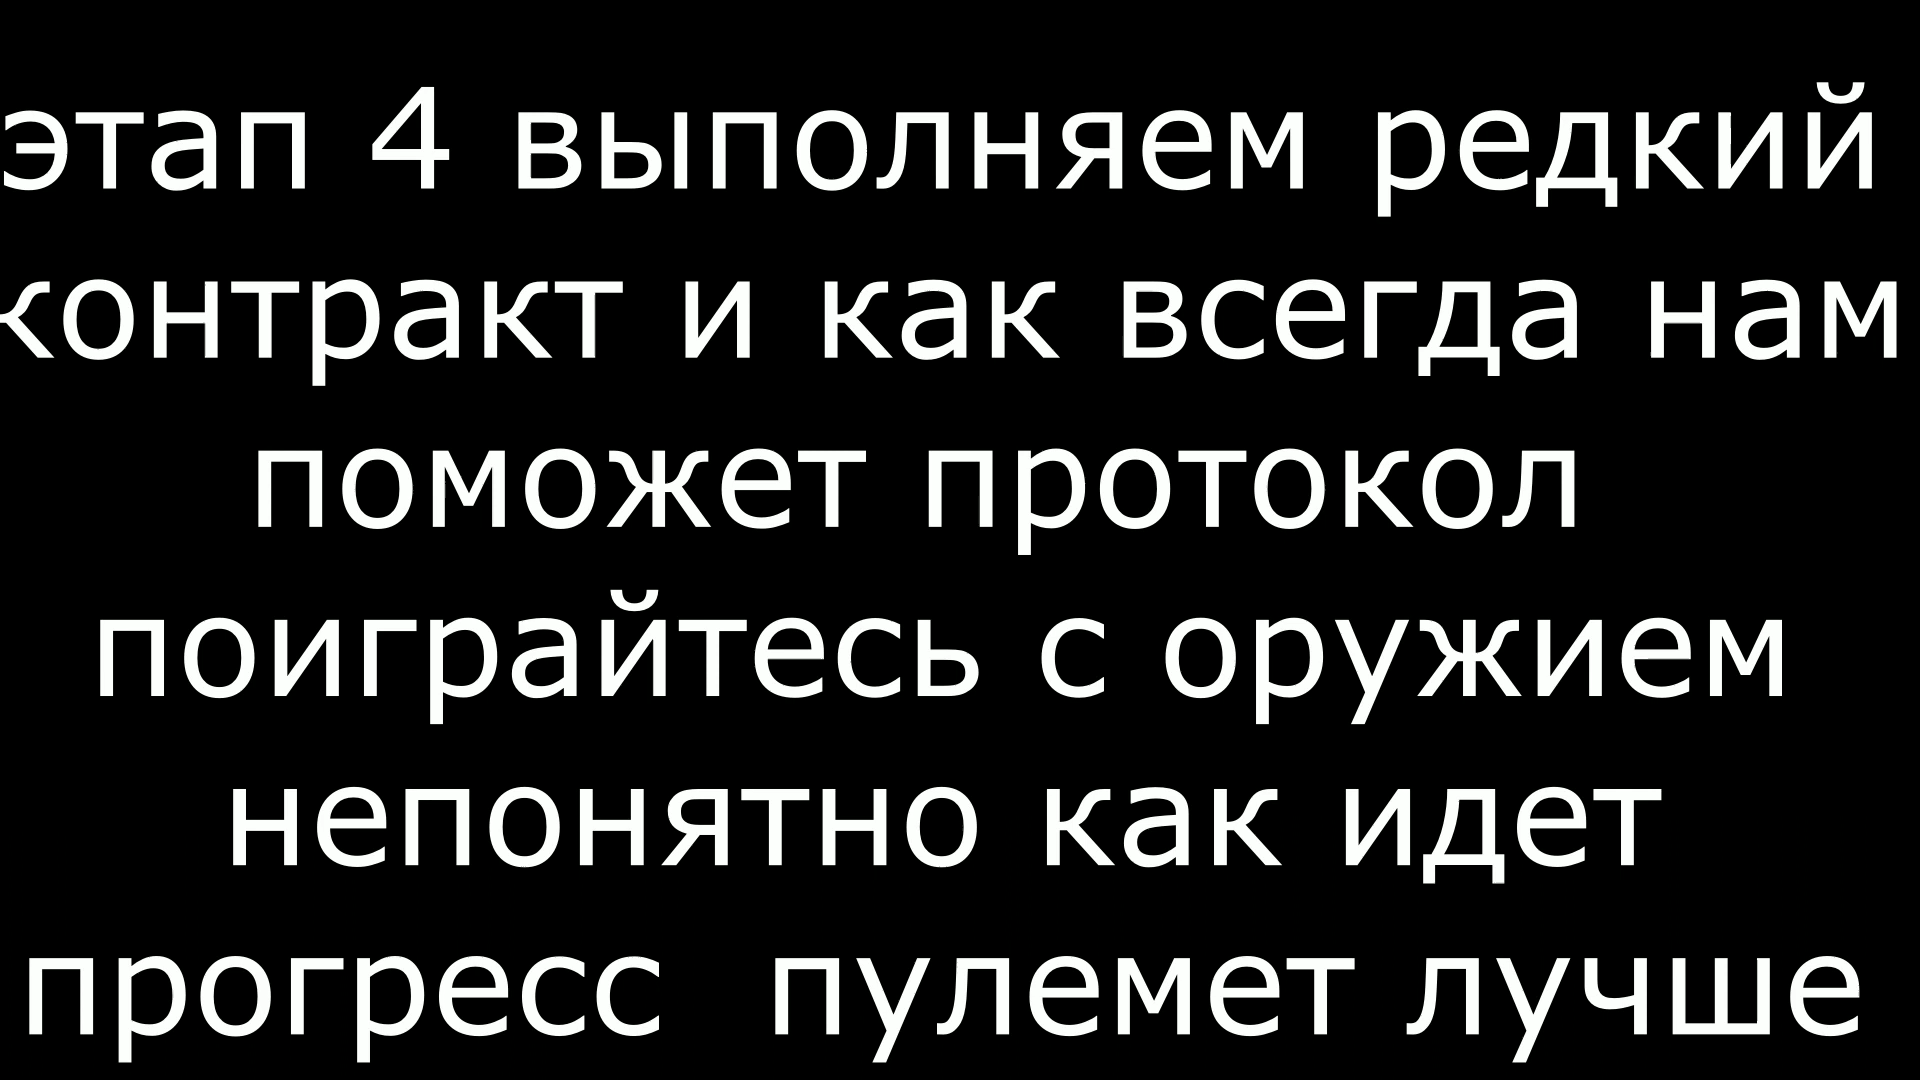 этап 4 выполняем редкий
контракт и как всегда нам
поможет протокол
поиграйтесь с оружием
непонятно как идет
прогресс  пулемет лучше